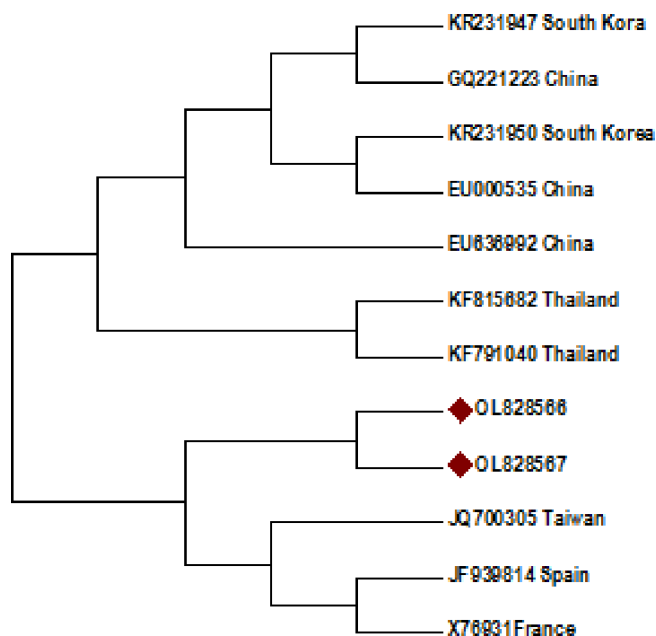 KR231947 South Kora
GQ221223 China
KR231950 South Korea
EU000535 China
EU636992 China
KF815682 Thailand
KF791040 Thailand
OL828566
OL828567
JQ700305 Taiwan
JF939814 Spain
X76931France